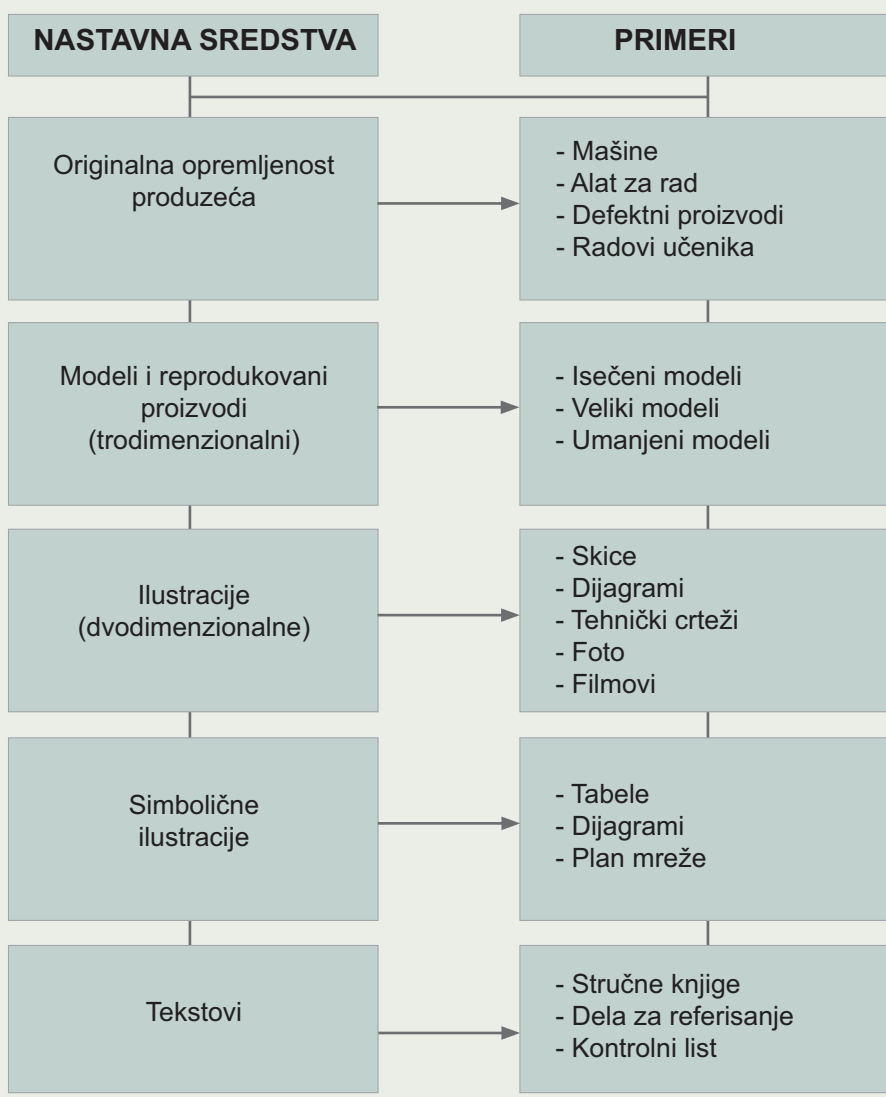 NASTAVNA SREDSTVA
PRIMERI
Originalna opremljenost
produzeća
- Mašine
- Alat za rad
- Defektni proizvodi
- Radovi učenika
Modeli i reprodukovani
proizvodi
(trodimenzionalni)
- Isečeni modeli
- Veliki modeli
- Umanjeni modeli
Ilustracije
(dvodimenzionalne)
- Skice
- Dijagrami
- Tehnički crteži
- Foto
- Filmovi
Simbolične
ilustracije
- Tabele
- Dijagrami
- Plan mreže
Tekstovi
- Stručne knjige
- Dela za referisanje
- Kontrolni list